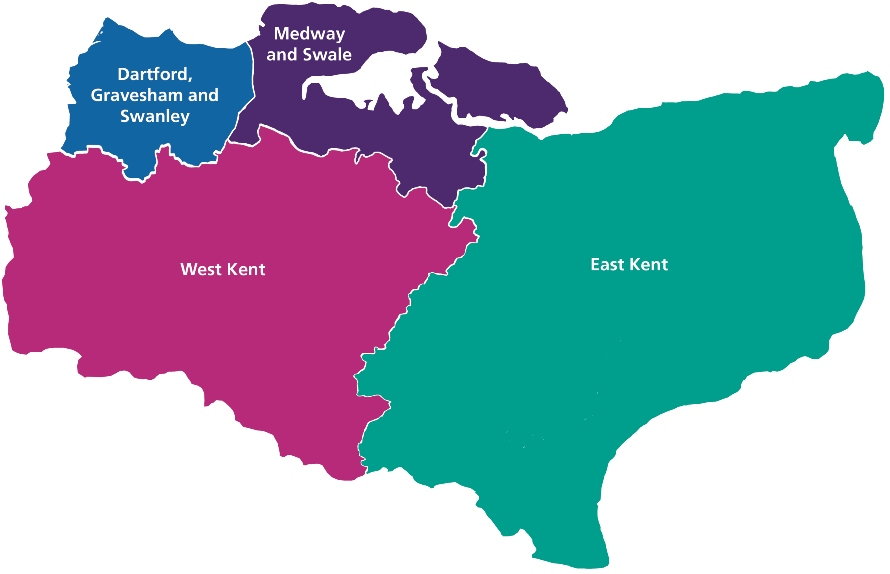 Medway
and Swale
Dartford,
Gravesham and
Swanley
West Kent
East Kent